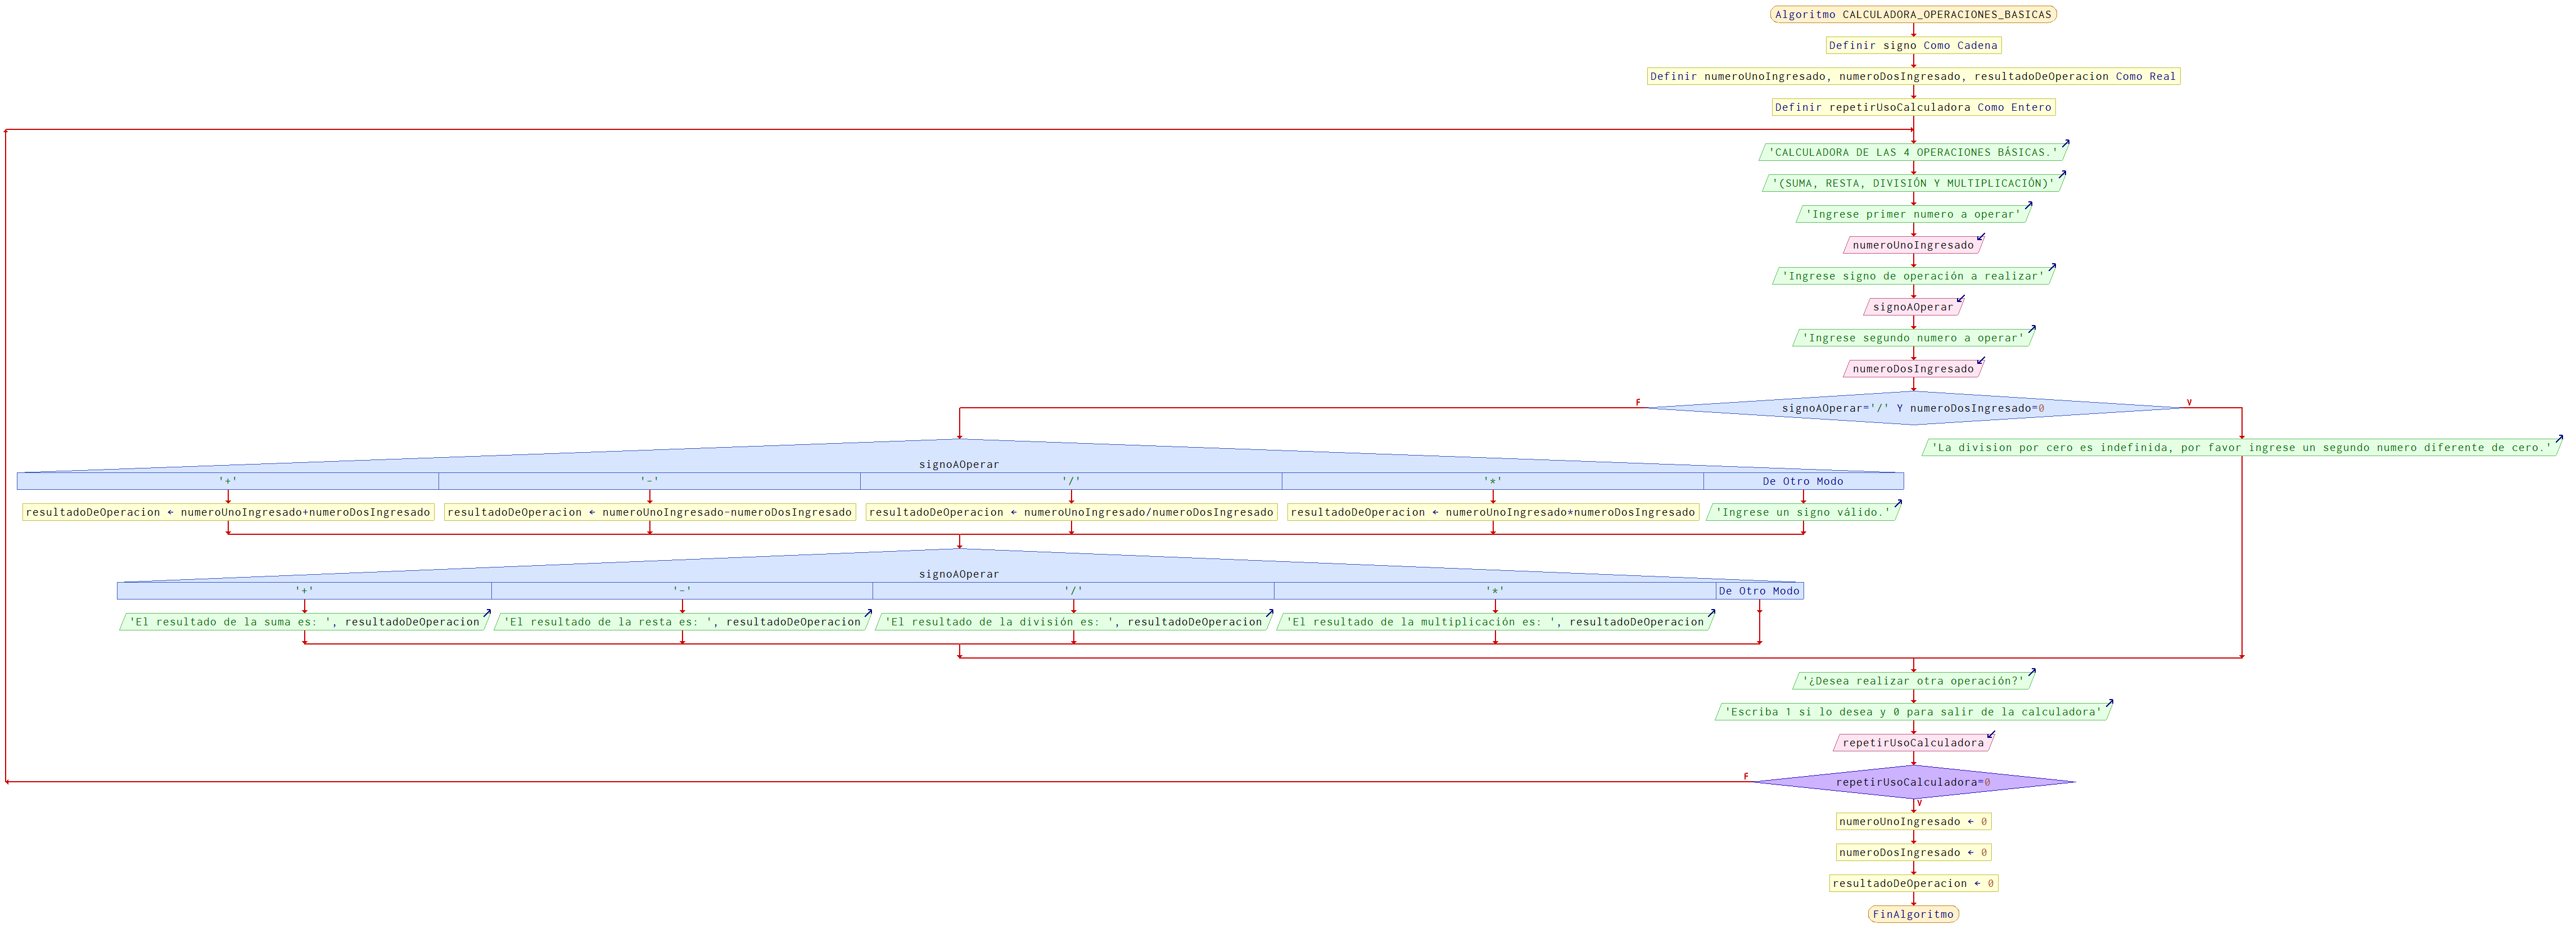 Algoritmo CALCULADORA_OPERACIONES_BASICAS
Definir signo Como Cadena
Definir numeroUnoIngresado, numeroDosIngresado, resultadoDeOperacion Como Real
Definir repetirUsoCalculadora Como Entero
'CALCULADORA DE LAS 4 OPERACIONES BÁSICAS.'
'(SUMA, RESTA, DIVISIÓN Y MULTIPLICACIÓN)'
'Ingrese primer numero a operar'
numeroUnoIngresado
'Ingrese signo de operación a realizar'
signoAOperar
'Ingrese segundo numero a operar'
numeroDosIngresado
F
V
signoAOperar='/' Y numeroDosIngresado=0
'La division por cero es indefinida, por favor ingrese un segundo numero diferente de cero.'
signoAOperar
'+'
'-'
'/'
'*'
De Otro Modo
resultadoDeOperacion ← numeroUnoIngresado+numeroDosIngresado
resultadoDeOperacion ← numeroUnoIngresado-numeroDosIngresado
resultadoDeOperacion ← numeroUnoIngresado/numeroDosIngresado
resultadoDeOperacion ← numeroUnoIngresado*numeroDosIngresado
'Ingrese un signo válido.'
signoAOperar
'+'
'-'
'/'
'*'
De Otro Modo
'El resultado de la suma es: ', resultadoDeOperacion
'El resultado de la resta es: ', resultadoDeOperacion
'El resultado de la división es: ', resultadoDeOperacion
'El resultado de la multiplicación es: ', resultadoDeOperacion
'¿Desea realizar otra operación?'
'Escriba 1 si lo desea y 0 para salir de la calculadora'
repetirUsoCalculadora
F
repetirUsoCalculadora=0
V
numeroUnoIngresado ← 0
numeroDosIngresado ← 0
resultadoDeOperacion ← 0
FinAlgoritmo